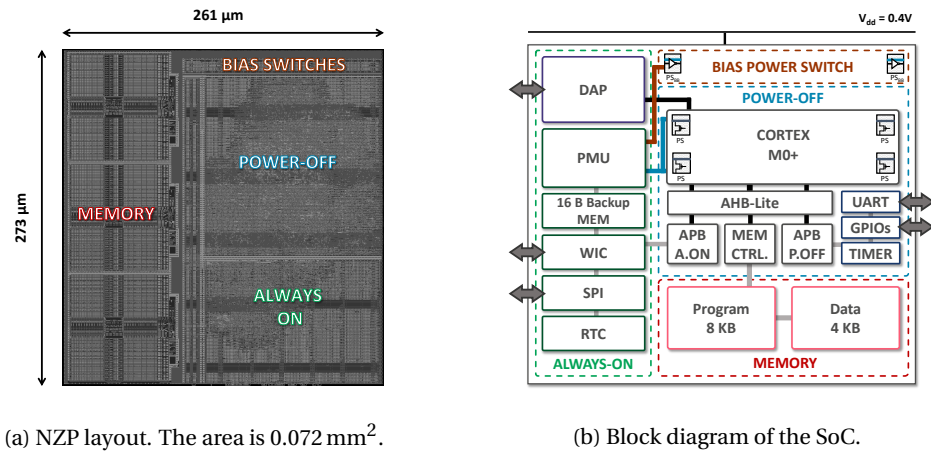 261 µm
273 µm
BIAS SWITCHES
POWER-OFF
MEMORY
ALWAYS
ON
(a) NZP layout. The area is 0.072 mm².
V_dd = 0.4V
BIAS POWER SWITCH
PS_BB
PS_BB
DAP
PMU
16 B Backup
MEM
WIC
SPI
RTC
ALWAYS-ON
POWER-OFF
CORTEX
M0+
PS
PS
PS
PS
AHB-Lite
UART
GPIOs
TIMER
APB
A.ON
MEM
CTRL.
APB
P.OFF
Program
8 KB
Data
4 KB
MEMORY
(b) Block diagram of the SoC.